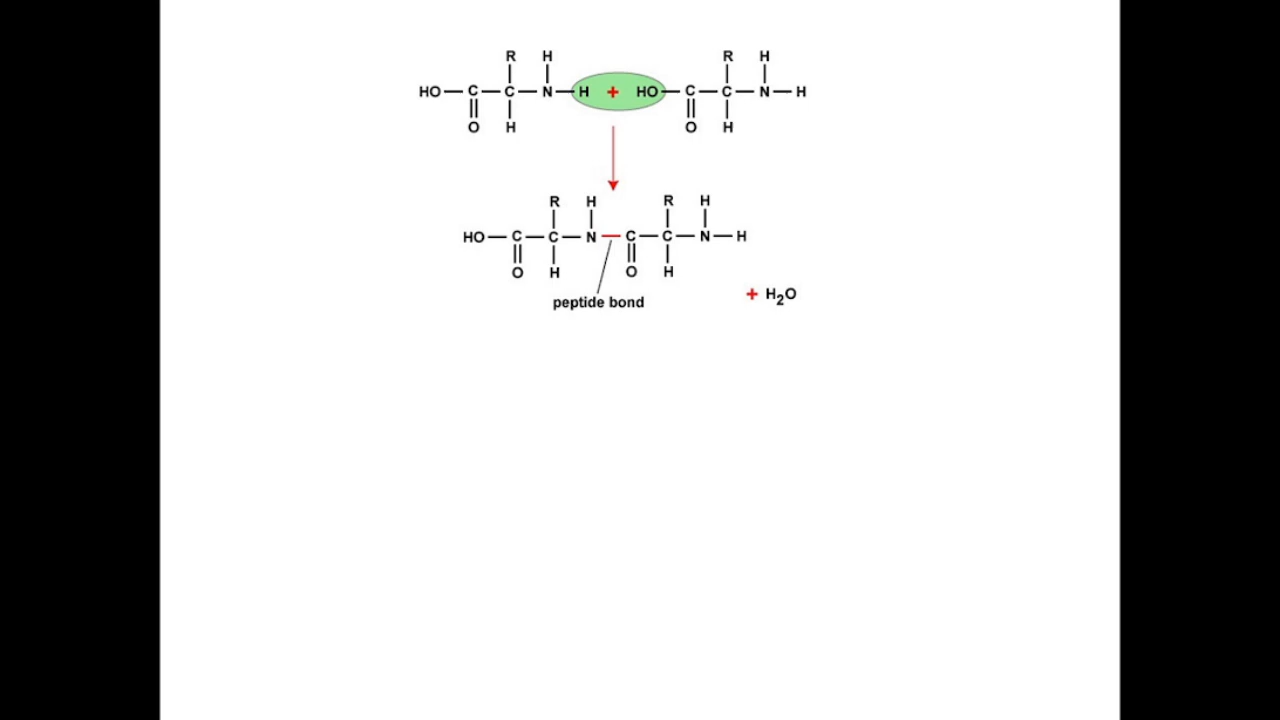 R H R H
HO C C N H + HO C C N H
O H O H
R H R H
HO C C N C C N H
O H O H
peptide bond
+ H₂O